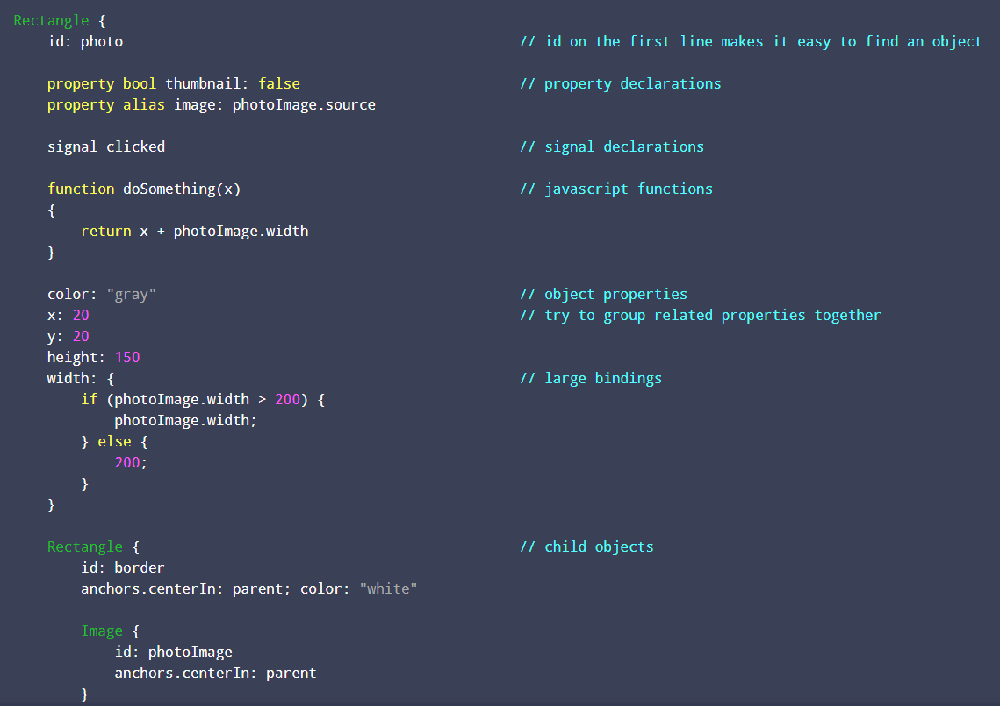 Rectangle {
    id: photo                                               // id on the first line makes it easy to find an object

    property bool thumbnail: false                          // property declarations
    property alias image: photoImage.source

    signal clicked                                          // signal declarations

    function doSomething(x)                                 // javascript functions
    {
        return x + photoImage.width
    }

    color: "gray"                                           // object properties
    x: 20                                                   // try to group related properties together
    y: 20
    height: 150
    width: {                                                // large bindings
        if (photoImage.width > 200) {
            photoImage.width;
        } else {
            200;
        }
    }

    Rectangle {                                             // child objects
        id: border
        anchors.centerIn: parent; color: "white"

        Image {
            id: photoImage
            anchors.centerIn: parent
        }